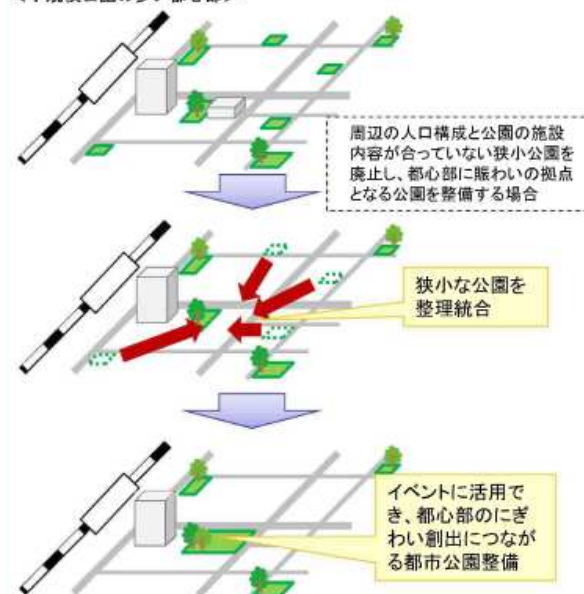 周辺の人口構成と公園の施設
内容が合っていない狭小公園を
廃止し、都心部に賑わいの拠点
となる公園を整備する場合
狭小な公園を
整理統合
イベントに活用で
き、都心部のにぎ
わい創出につなが
る都市公園整備